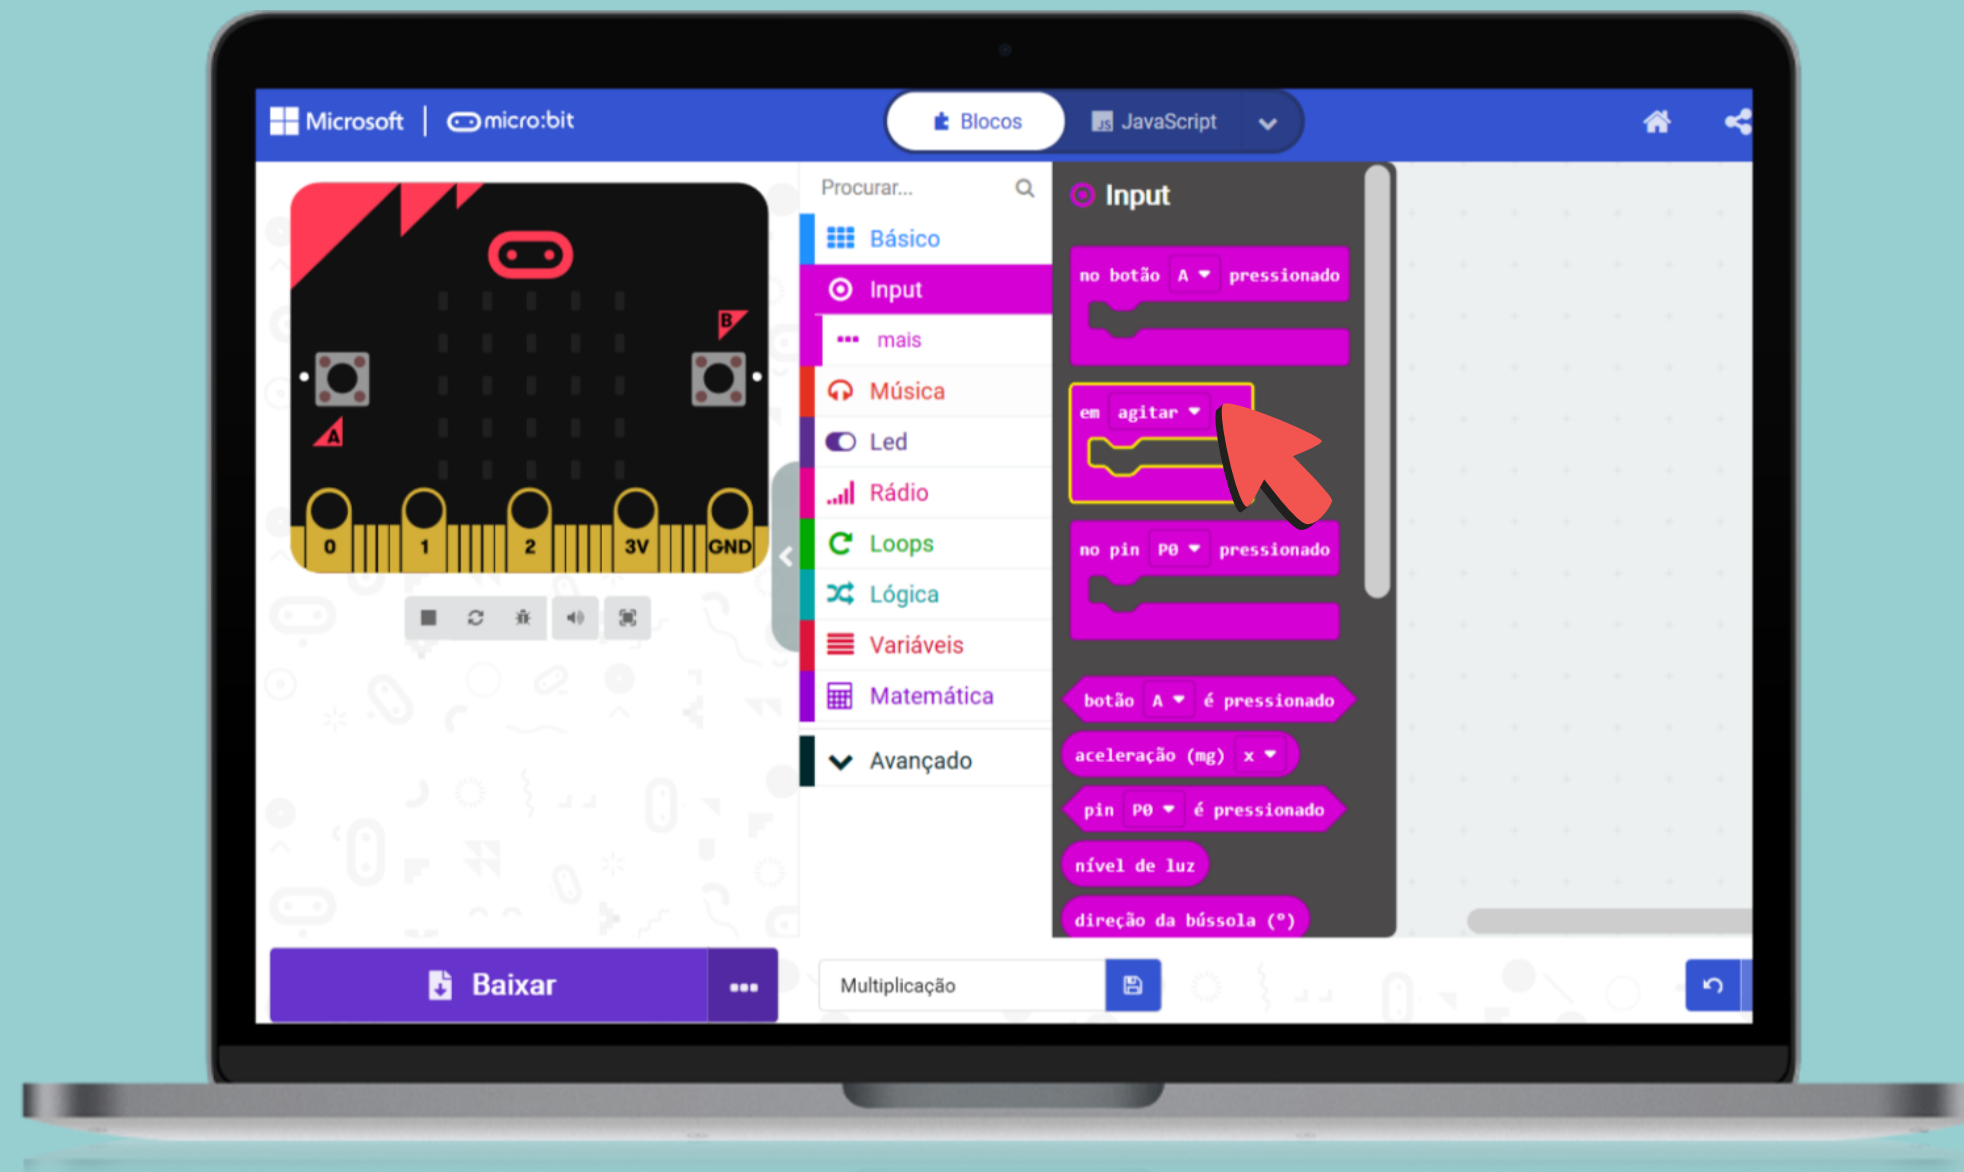 Microsoft | micro:bit
Blocos
JS JavaScript
B
A
0 1 2 3V GND
Baixar
Procurar...
Básico
Input
mais
Música
Led
Rádio
Loops
Lógica
Variáveis
Matemática
Avançado
Input
no botão A pressionado
em agitar
no pin P0 pressionado
botão A é pressionado
aceleração (mg) x
pin P0 é pressionado
nível de luz
direção da bússola (º)
Multiplicação